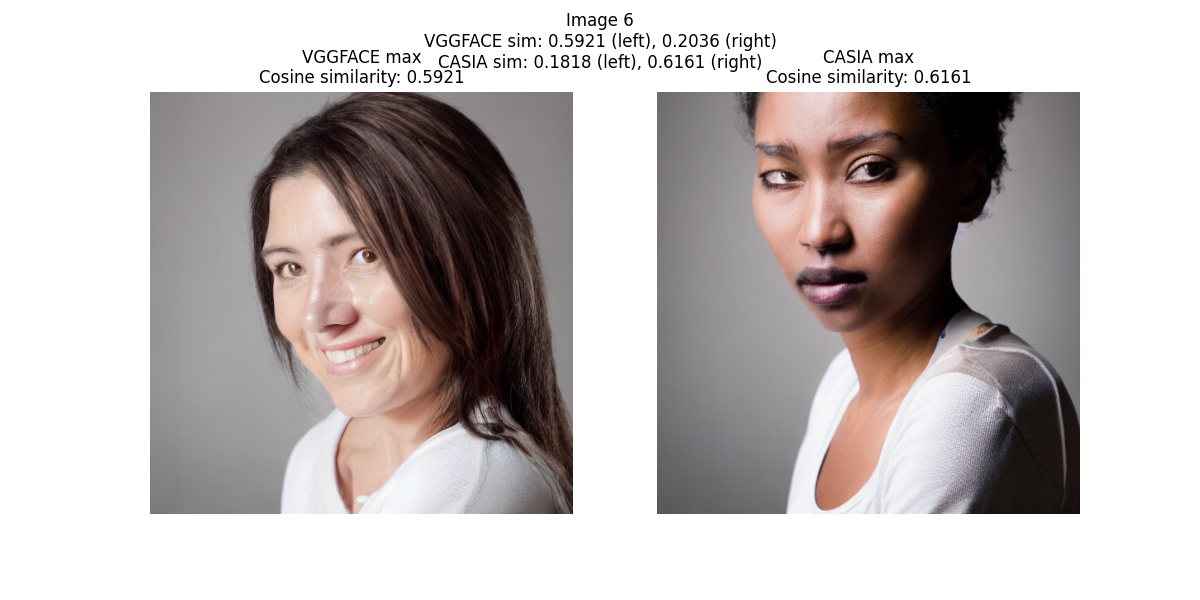 Image 6
VGGFACE sim: 0.5921 (left), 0.2036 (right)
CASIA sim: 0.1818 (left), 0.6161 (right)
VGGFACE max
Cosine similarity: 0.5921
CASIA max
Cosine similarity: 0.6161